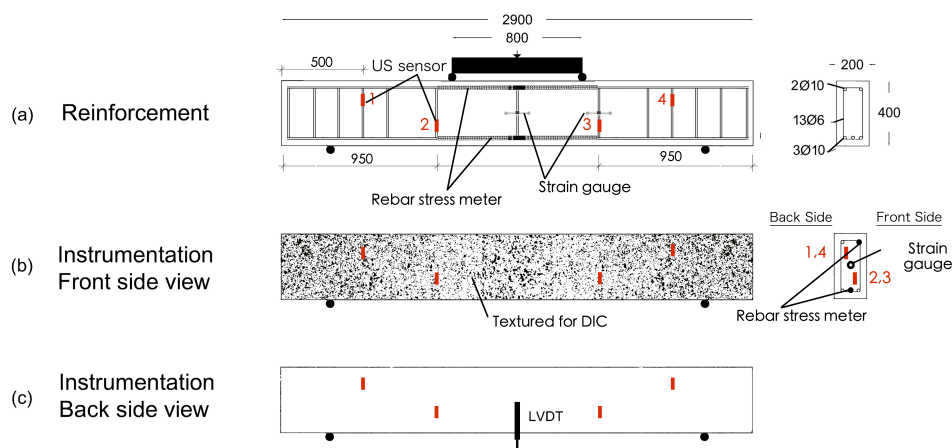 2900
800
500
US sensor
200
(a) Reinforcement
1
4
2
3
2Ø10
13Ø6
3Ø10
400
950
950
Rebar stress meter
Strain gauge
Back Side
Front Side
(b) Instrumentation
Front side view
1,4
Strain
gauge
2,3
Textured for DIC
Rebar stress meter
(c) Instrumentation
Back side view
LVDT